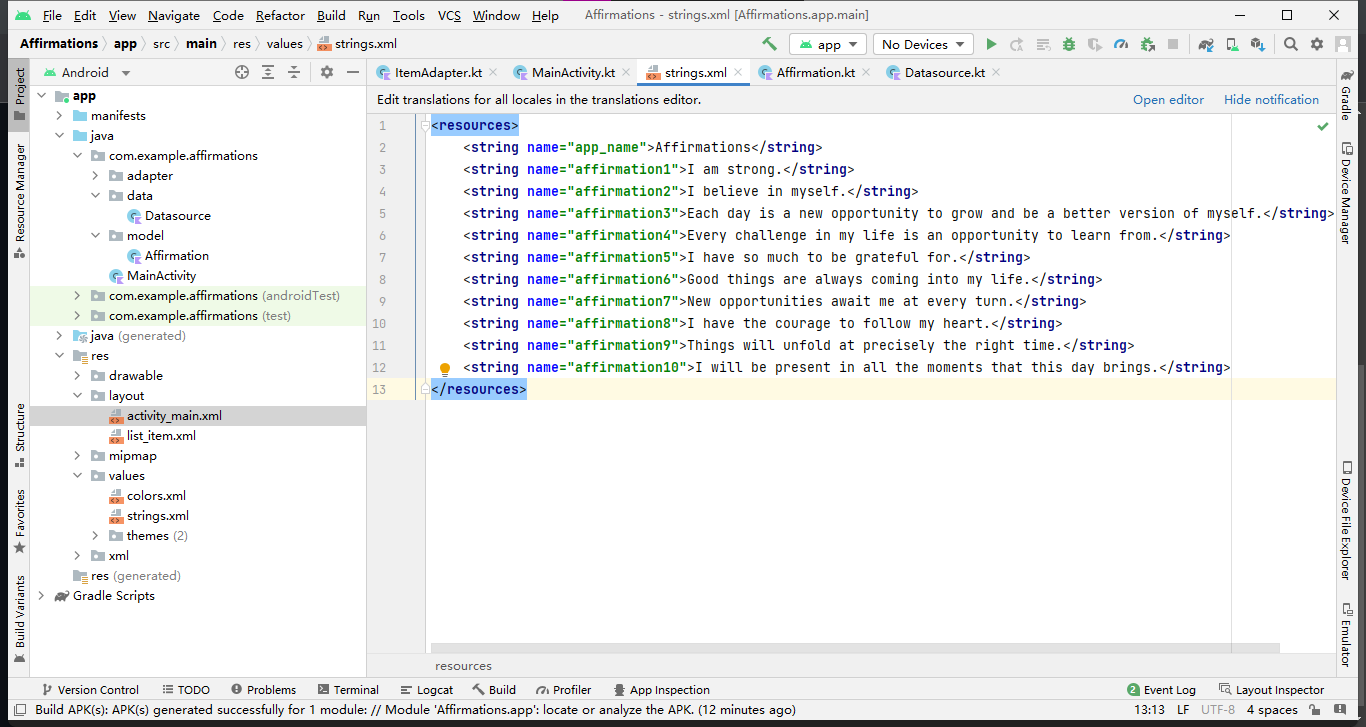 File Edit View Navigate Code Refactor Build Run Tools VCS Window Help Affirmations - strings.xml [Affirmations.app.main]
Affirmations app src main res values strings.xml app No Devices
Project
Resource Manager
Structure
Favorites
Build Variants
Android
app
manifests
java
com.example.affirmations
adapter
data
Datasource
model
Affirmation
MainActivity
com.example.affirmations (androidTest)
com.example.affirmations (test)
java (generated)
res
drawable
layout
activity_main.xml
list_item.xml
mipmap
values
colors.xml
strings.xml
themes (2)
xml
res (generated)
Gradle Scripts
ItemAdapter.kt MainActivity.kt strings.xml Affirmation.kt Datasource.kt
Edit translations for all locales in the translations editor. Open editor Hide notification
1 <resources>
2 <string name="app_name">Affirmations</string>
3 <string name="affirmation1">I am strong.</string>
4 <string name="affirmation2">I believe in myself.</string>
5 <string name="affirmation3">Each day is a new opportunity to grow and be a better version of myself.</string>
6 <string name="affirmation4">Every challenge in my life is an opportunity to learn from.</string>
7 <string name="affirmation5">I have so much to be grateful for.</string>
8 <string name="affirmation6">Good things are always coming into my life.</string>
9 <string name="affirmation7">New opportunities await me at every turn.</string>
10 <string name="affirmation8">I have the courage to follow my heart.</string>
11 <string name="affirmation9">Things will unfold at precisely the right time.</string>
12 <string name="affirmation10">I will be present in all the moments that this day brings.</string>
13 </resources>
resources
Gradle
Device Manager
Device File Explorer
Emulator
Version Control TODO Problems Terminal Logcat Build Profiler App Inspection 2 Event Log Layout Inspector
Build APK(s): APK(s) generated successfully for 1 module: // Module 'Affirmations.app': locate or analyze the APK. (12 minutes ago) 13:13 LF UTF-8 4 spaces